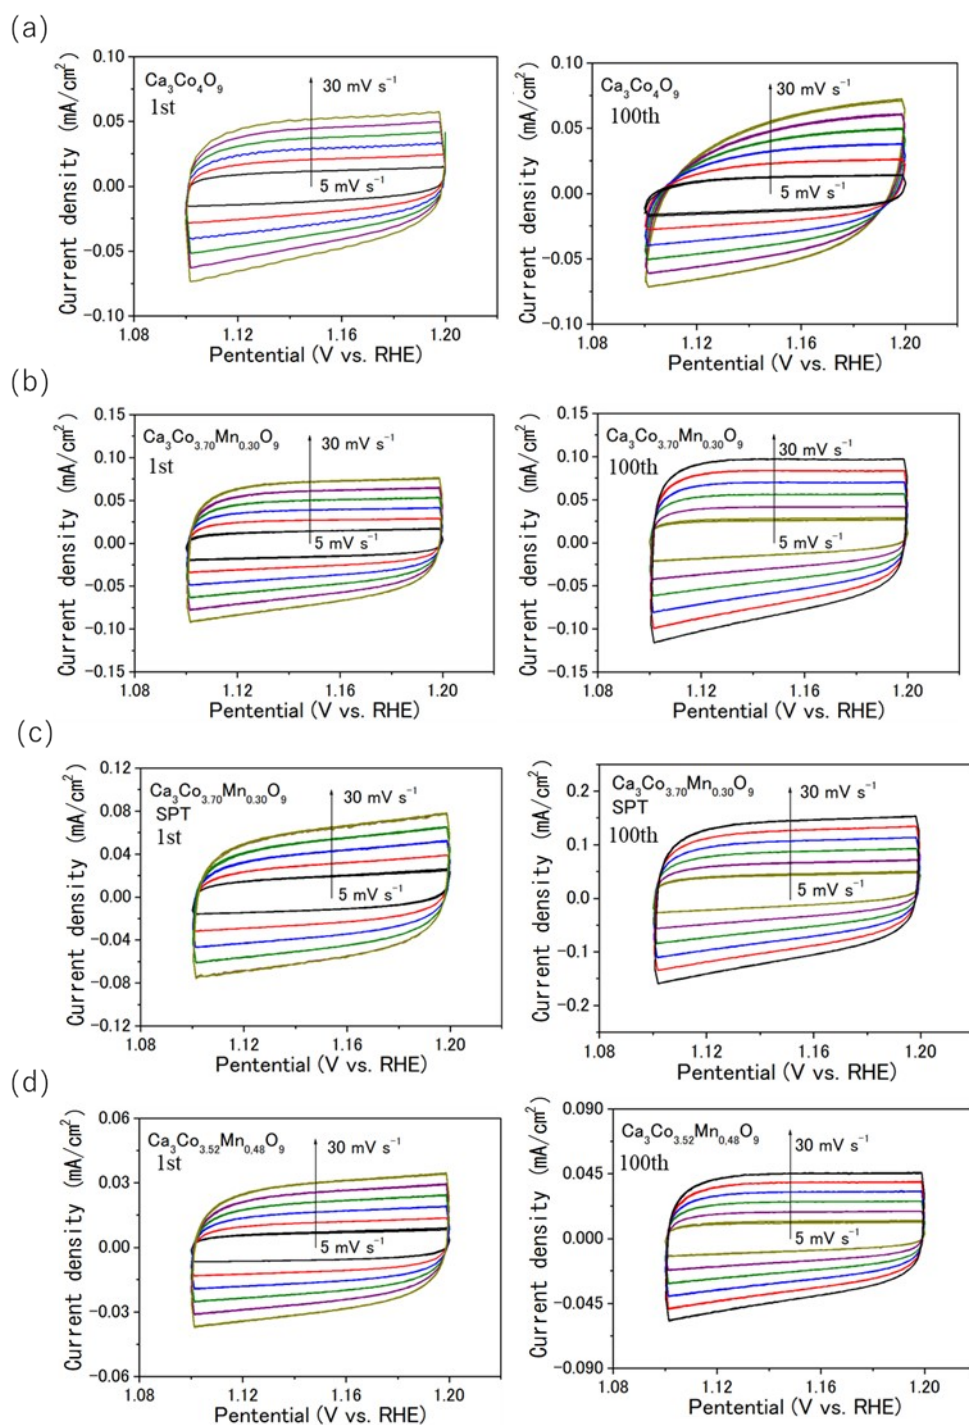 (a)
Current density (mA/cm²)
0.10
0.05
0.00
-0.05
-0.10
Ca₃Co₄O₉
1st
30 mV s⁻¹
5 mV s⁻¹
1.08 1.12 1.16 1.20
Pentential (V vs. RHE)
Current density (mA/cm²)
0.10
0.05
0.00
-0.05
-0.10
Ca₃Co₄O₉
100th
30 mV s⁻¹
5 mV s⁻¹
1.08 1.12 1.16 1.20
Pentential (V vs. RHE)
(b)
Current density (mA/cm²)
0.15
0.10
0.05
0.00
-0.05
-0.10
-0.15
Ca₃Co₃.₇₀Mn₀.₃₀O₉
1st
30 mV s⁻¹
5 mV s⁻¹
1.08 1.12 1.16 1.20
Pentential (V vs. RHE)
Current density (mA/cm²)
0.15
0.10
0.05
0.00
-0.05
-0.10
-0.15
Ca₃Co₃.₇₀Mn₀.₃₀O₉
100th
30 mV s⁻¹
5 mV s⁻¹
1.08 1.12 1.16 1.20
Pentential (V vs. RHE)
(c)
Current density (mA/cm²)
0.12
0.08
0.04
0.00
-0.04
-0.08
-0.12
Ca₃Co₃.₇₀Mn₀.₃₀O₉
SPT
1st
30 mV s⁻¹
5 mV s⁻¹
1.08 1.12 1.16 1.20
Pentential (V vs. RHE)
Current density (mA/cm²)
0.2
0.1
0.0
-0.1
-0.2
Ca₃Co₃.₇₀Mn₀.₃₀O₉
SPT
100th
30 mV s⁻¹
5 mV s⁻¹
1.08 1.12 1.16 1.20
Pentential (V vs. RHE)
(d)
Current density (mA/cm²)
0.06
0.03
0.00
-0.03
-0.06
Ca₃Co₃.₅₂Mn₀.₄₈O₉
1st
30 mV s⁻¹
5 mV s⁻¹
1.08 1.12 1.16 1.20
Pentential (V vs. RHE)
Current density (mA/cm²)
0.090
0.045
0.000
-0.045
-0.090
Ca₃Co₃.₅₂Mn₀.₄₈O₉
100th
30 mV s⁻¹
5 mV s⁻¹
1.08 1.12 1.16 1.20
Pentential (V vs. RHE)